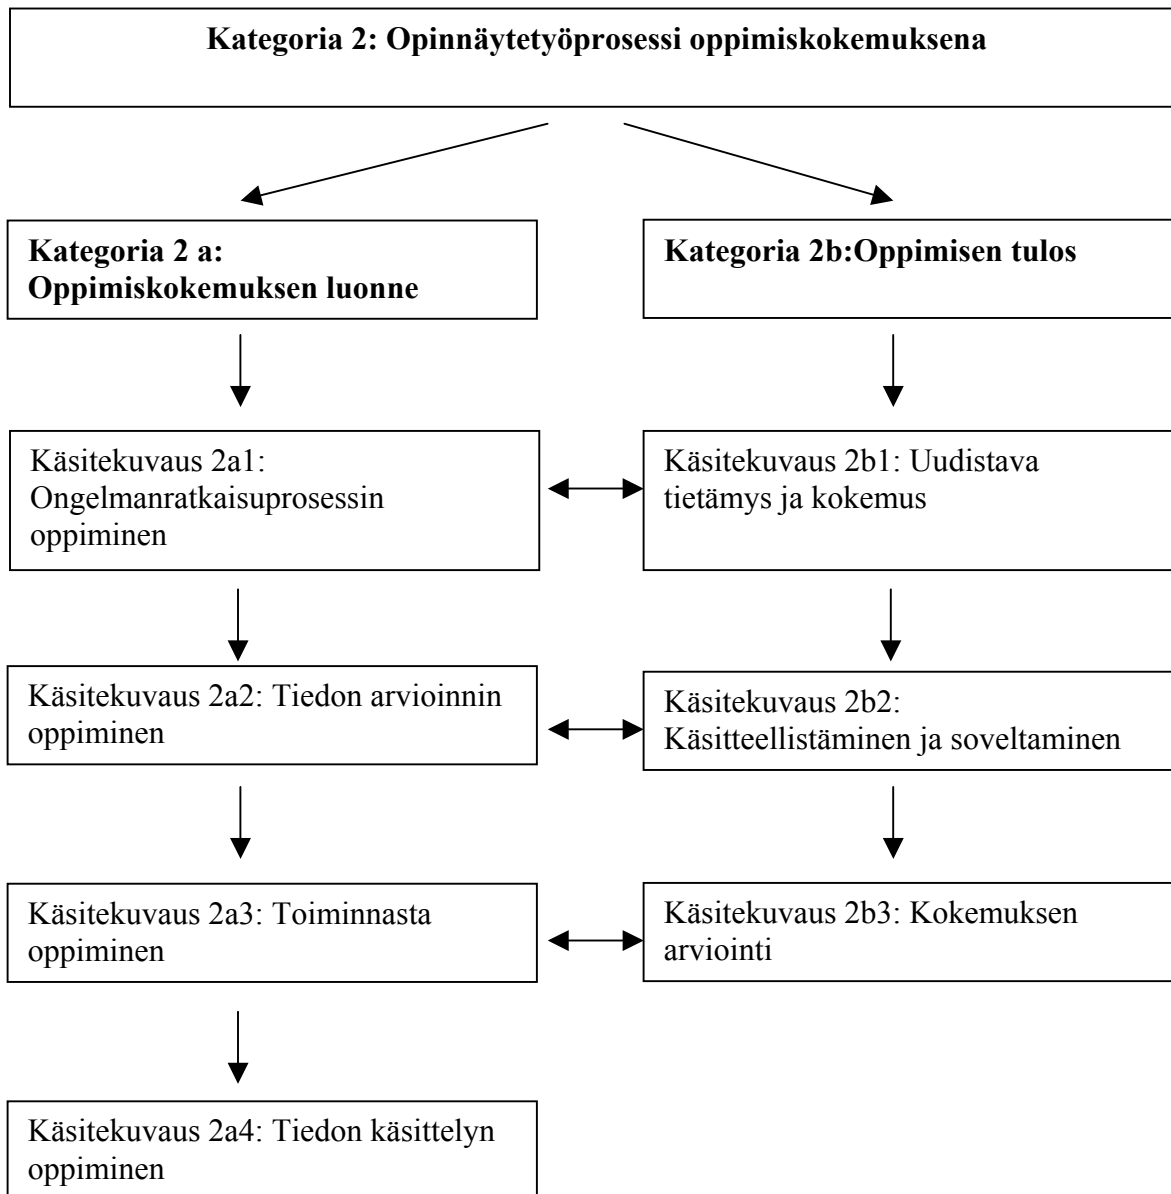 Kategoria 2: Opinnäytetyöprosessi oppimiskokemuksena
Kategoria 2 a:
Oppimiskokemuksen luonne
Kategoria 2b:Oppimisen tulos
Käsitekuvaus 2a1:
Ongelmanratkaisuprosessin
oppiminen
Käsitekuvaus 2b1: Uudistava
tietämys ja kokemus
Käsitekuvaus 2a2: Tiedon arvioinnin
oppiminen
Käsitekuvaus 2b2:
Käsitteellistäminen ja soveltaminen
Käsitekuvaus 2a3: Toiminnasta
oppiminen
Käsitekuvaus 2b3: Kokemuksen
arviointi
Käsitekuvaus 2a4: Tiedon käsittelyn
oppiminen